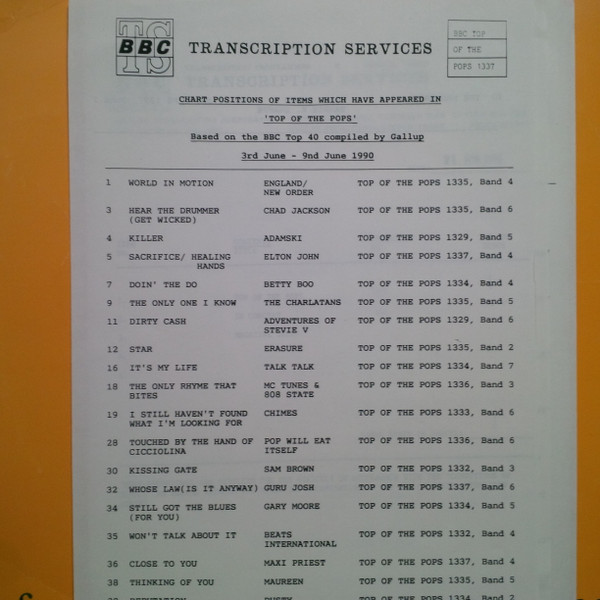 TS
BBC
TRANSCRIPTION SERVICES
BBC TOP
OF THE
POPS 1337
CHART POSITIONS OF ITEMS WHICH HAVE APPEARED IN
'TOP OF THE POPS'
Based on the BBC Top 40 compiled by Gallup
3rd June - 9nd June 1990
1 WORLD IN MOTION ENGLAND/ TOP OF THE POPS 1335, Band 4
NEW ORDER
3 HEAR THE DRUMMER CHAD JACKSON TOP OF THE POPS 1335, Band 6
(GET WICKED)
4 KILLER ADAMSKI TOP OF THE POPS 1329, Band 5
5 SACRIFICE/ HEALING ELTON JOHN TOP OF THE POPS 1337, Band 4
HANDS
7 DOIN' THE DO BETTY BOO TOP OF THE POPS 1334, Band 4
9 THE ONLY ONE I KNOW THE CHARLATANS TOP OF THE POPS 1335, Band 5
11 DIRTY CASH ADVENTURES OF TOP OF THE POPS 1329, Band 6
STEVIE V
12 STAR ERASURE TOP OF THE POPS 1335, Band 2
16 IT'S MY LIFE TALK TALK TOP OF THE POPS 1334, Band 7
18 THE ONLY RHYME THAT MC TUNES & TOP OF THE POPS 1336, Band 3
BITES 808 STATE
19 I STILL HAVEN'T FOUND CHIMES TOP OF THE POPS 1333, Band 6
WHAT I'M LOOKING FOR
28 TOUCHED BY THE HAND OF POP WILL EAT TOP OF THE POPS 1336, Band 6
CICCIOLINA ITSELF
30 KISSING GATE SAM BROWN TOP OF THE POPS 1332, Band 3
32 WHOSE LAW(IS IT ANYWAY) GURU JOSH TOP OF THE POPS 1337, Band 6
34 STILL GOT THE BLUES GARY MOORE TOP OF THE POPS 1334, Band 5
(FOR YOU)
35 WON'T TALK ABOUT IT BEATS TOP OF THE POPS 1332, Band 4
INTERNATIONAL
36 CLOSE TO YOU MAXI PRIEST TOP OF THE POPS 1337, Band 4
38 THINKING OF YOU MAUREEN TOP OF THE POPS 1335, Band 5
REPUTATION DUSTY TOP OF THE POPS 1334, Band 2